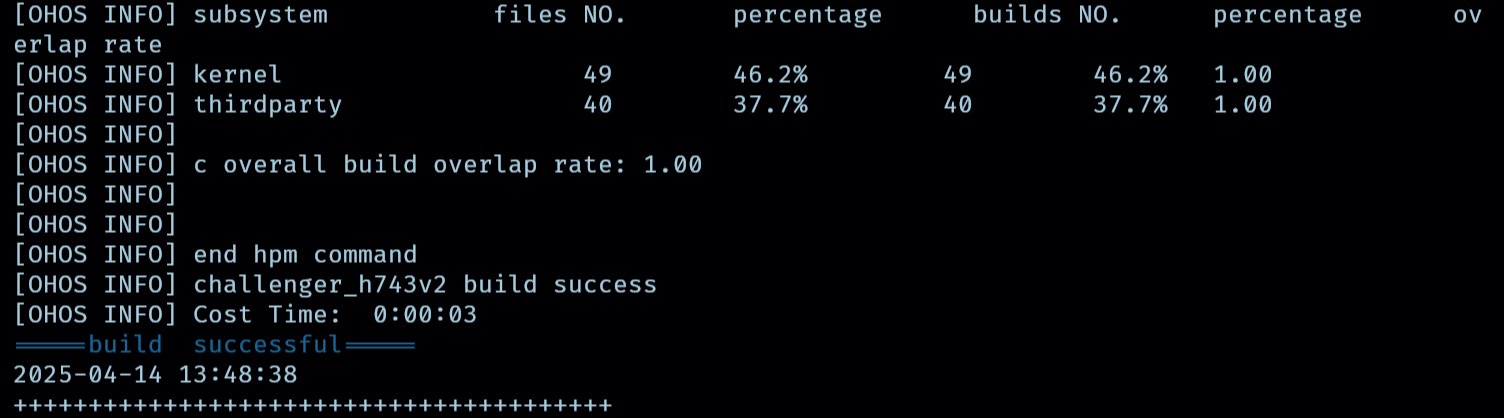 [OHOS INFO] subsystem           files NO.       percentage      builds NO.      percentage      ov
erlap rate
[OHOS INFO] kernel                    49        46.2%         49        46.2%   1.00
[OHOS INFO] thirdparty                40        37.7%         40        37.7%   1.00
[OHOS INFO]
[OHOS INFO] c overall build overlap rate: 1.00
[OHOS INFO]
[OHOS INFO]
[OHOS INFO] end hpm command
[OHOS INFO] challenger_h743v2 build success
[OHOS INFO] Cost Time:  0:00:03
=====build  successful=====
2025-04-14 13:48:38
++++++++++++++++++++++++++++++++++++++++